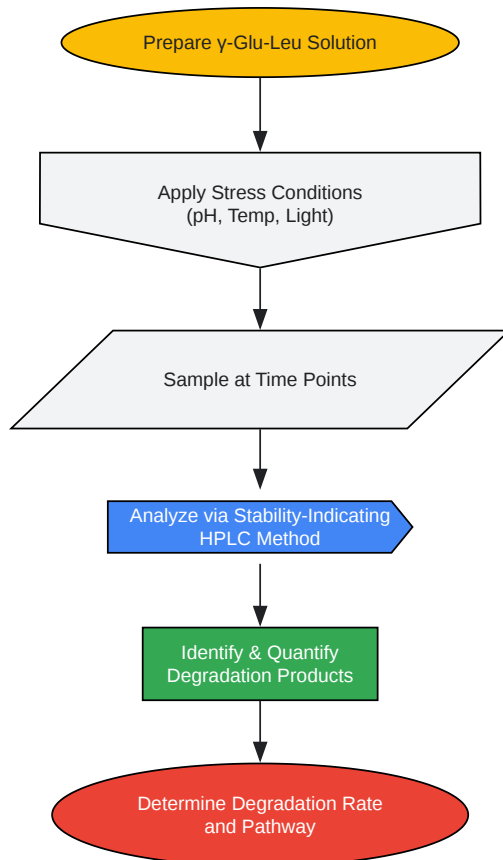 Prepare γ-Glu-Leu Solution
Apply Stress Conditions
(pH, Temp, Light)
Sample at Time Points
Analyze via Stability-Indicating
HPLC Method
Identify & Quantify
Degradation Products
Determine Degradation Rate
and Pathway